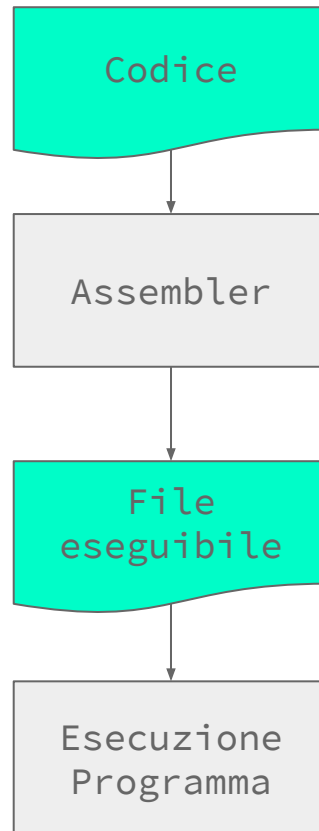 Codice
Assembler
File
eseguibile
Esecuzione
Programma